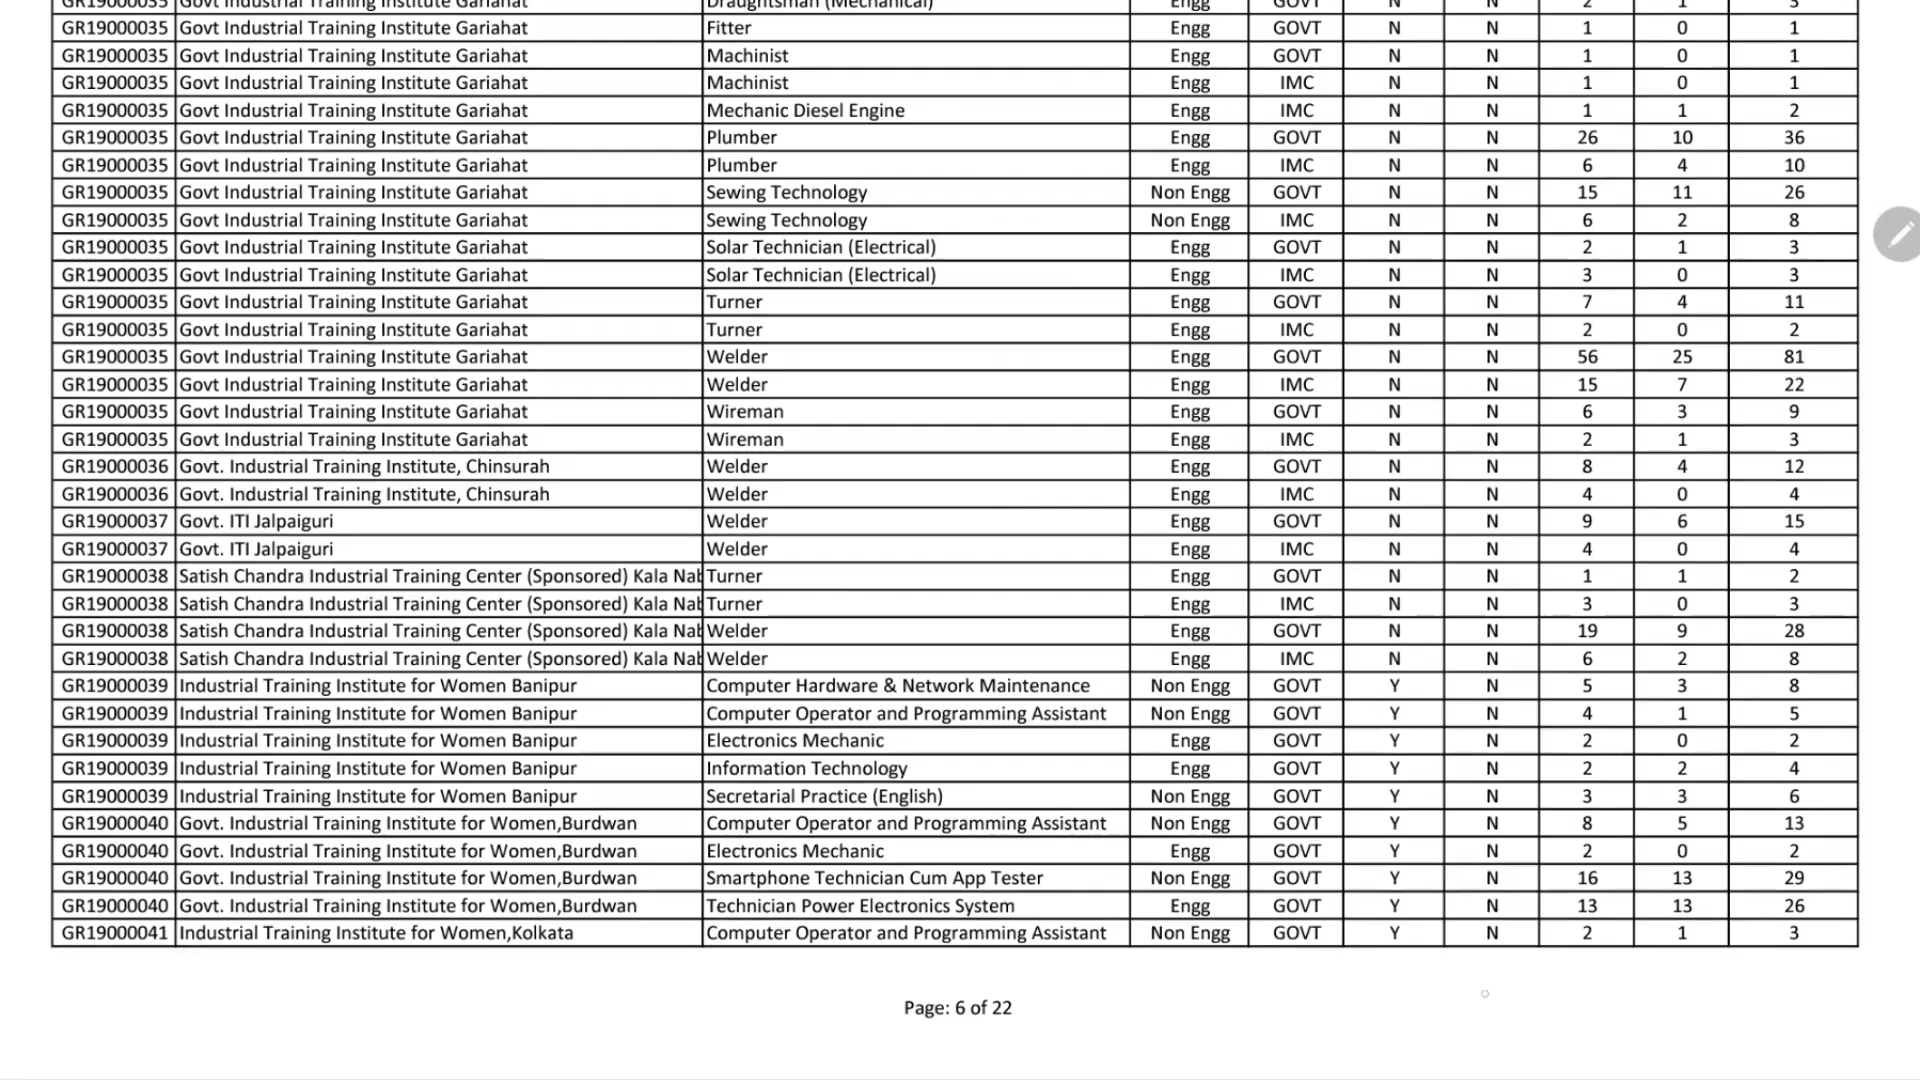 GR19000035 Govt Industrial Training Institute Gariahat Draughtsman (Mechanical) Engg GOVT N N 2 1 3
GR19000035 Govt Industrial Training Institute Gariahat Fitter Engg GOVT N N 1 0 1
GR19000035 Govt Industrial Training Institute Gariahat Machinist Engg GOVT N N 1 0 1
GR19000035 Govt Industrial Training Institute Gariahat Machinist Engg IMC N N 1 0 1
GR19000035 Govt Industrial Training Institute Gariahat Mechanic Diesel Engine Engg IMC N N 1 1 2
GR19000035 Govt Industrial Training Institute Gariahat Plumber Engg GOVT N N 26 10 36
GR19000035 Govt Industrial Training Institute Gariahat Plumber Engg IMC N N 6 4 10
GR19000035 Govt Industrial Training Institute Gariahat Sewing Technology Non Engg GOVT N N 15 11 26
GR19000035 Govt Industrial Training Institute Gariahat Sewing Technology Non Engg IMC N N 6 2 8
GR19000035 Govt Industrial Training Institute Gariahat Solar Technician (Electrical) Engg GOVT N N 2 1 3
GR19000035 Govt Industrial Training Institute Gariahat Solar Technician (Electrical) Engg IMC N N 3 0 3
GR19000035 Govt Industrial Training Institute Gariahat Turner Engg GOVT N N 7 4 11
GR19000035 Govt Industrial Training Institute Gariahat Turner Engg IMC N N 2 0 2
GR19000035 Govt Industrial Training Institute Gariahat Welder Engg GOVT N N 56 25 81
GR19000035 Govt Industrial Training Institute Gariahat Welder Engg IMC N N 15 7 22
GR19000035 Govt Industrial Training Institute Gariahat Wireman Engg GOVT N N 6 3 9
GR19000035 Govt Industrial Training Institute Gariahat Wireman Engg IMC N N 2 1 3
GR19000036 Govt. Industrial Training Institute, Chinsurah Welder Engg GOVT N N 8 4 12
GR19000036 Govt. Industrial Training Institute, Chinsurah Welder Engg IMC N N 4 0 4
GR19000037 Govt. ITI Jalpaiguri Welder Engg GOVT N N 9 6 15
GR19000037 Govt. ITI Jalpaiguri Welder Engg IMC N N 4 0 4
GR19000038 Satish Chandra Industrial Training Center (Sponsored) Kala Nab Turner Engg GOVT N N 1 1 2
GR19000038 Satish Chandra Industrial Training Center (Sponsored) Kala Nab Turner Engg IMC N N 3 0 3
GR19000038 Satish Chandra Industrial Training Center (Sponsored) Kala Nab Welder Engg GOVT N N 19 9 28
GR19000038 Satish Chandra Industrial Training Center (Sponsored) Kala Nab Welder Engg IMC N N 6 2 8
GR19000039 Industrial Training Institute for Women Banipur Computer Hardware & Network Maintenance Non Engg GOVT Y N 5 3 8
GR19000039 Industrial Training Institute for Women Banipur Computer Operator and Programming Assistant Non Engg GOVT Y N 4 1 5
GR19000039 Industrial Training Institute for Women Banipur Electronics Mechanic Engg GOVT Y N 2 0 2
GR19000039 Industrial Training Institute for Women Banipur Information Technology Engg GOVT Y N 2 2 4
GR19000039 Industrial Training Institute for Women Banipur Secretarial Practice (English) Non Engg GOVT Y N 3 3 6
GR19000040 Govt. Industrial Training Institute for Women,Burdwan Computer Operator and Programming Assistant Non Engg GOVT Y N 8 5 13
GR19000040 Govt. Industrial Training Institute for Women,Burdwan Electronics Mechanic Engg GOVT Y N 2 0 2
GR19000040 Govt. Industrial Training Institute for Women,Burdwan Smartphone Technician Cum App Tester Non Engg GOVT Y N 16 13 29
GR19000040 Govt. Industrial Training Institute for Women,Burdwan Technician Power Electronics System Engg GOVT Y N 13 13 26
GR19000041 Industrial Training Institute for Women,Kolkata Computer Operator and Programming Assistant Non Engg GOVT Y N 2 1 3
Page: 6 of 22